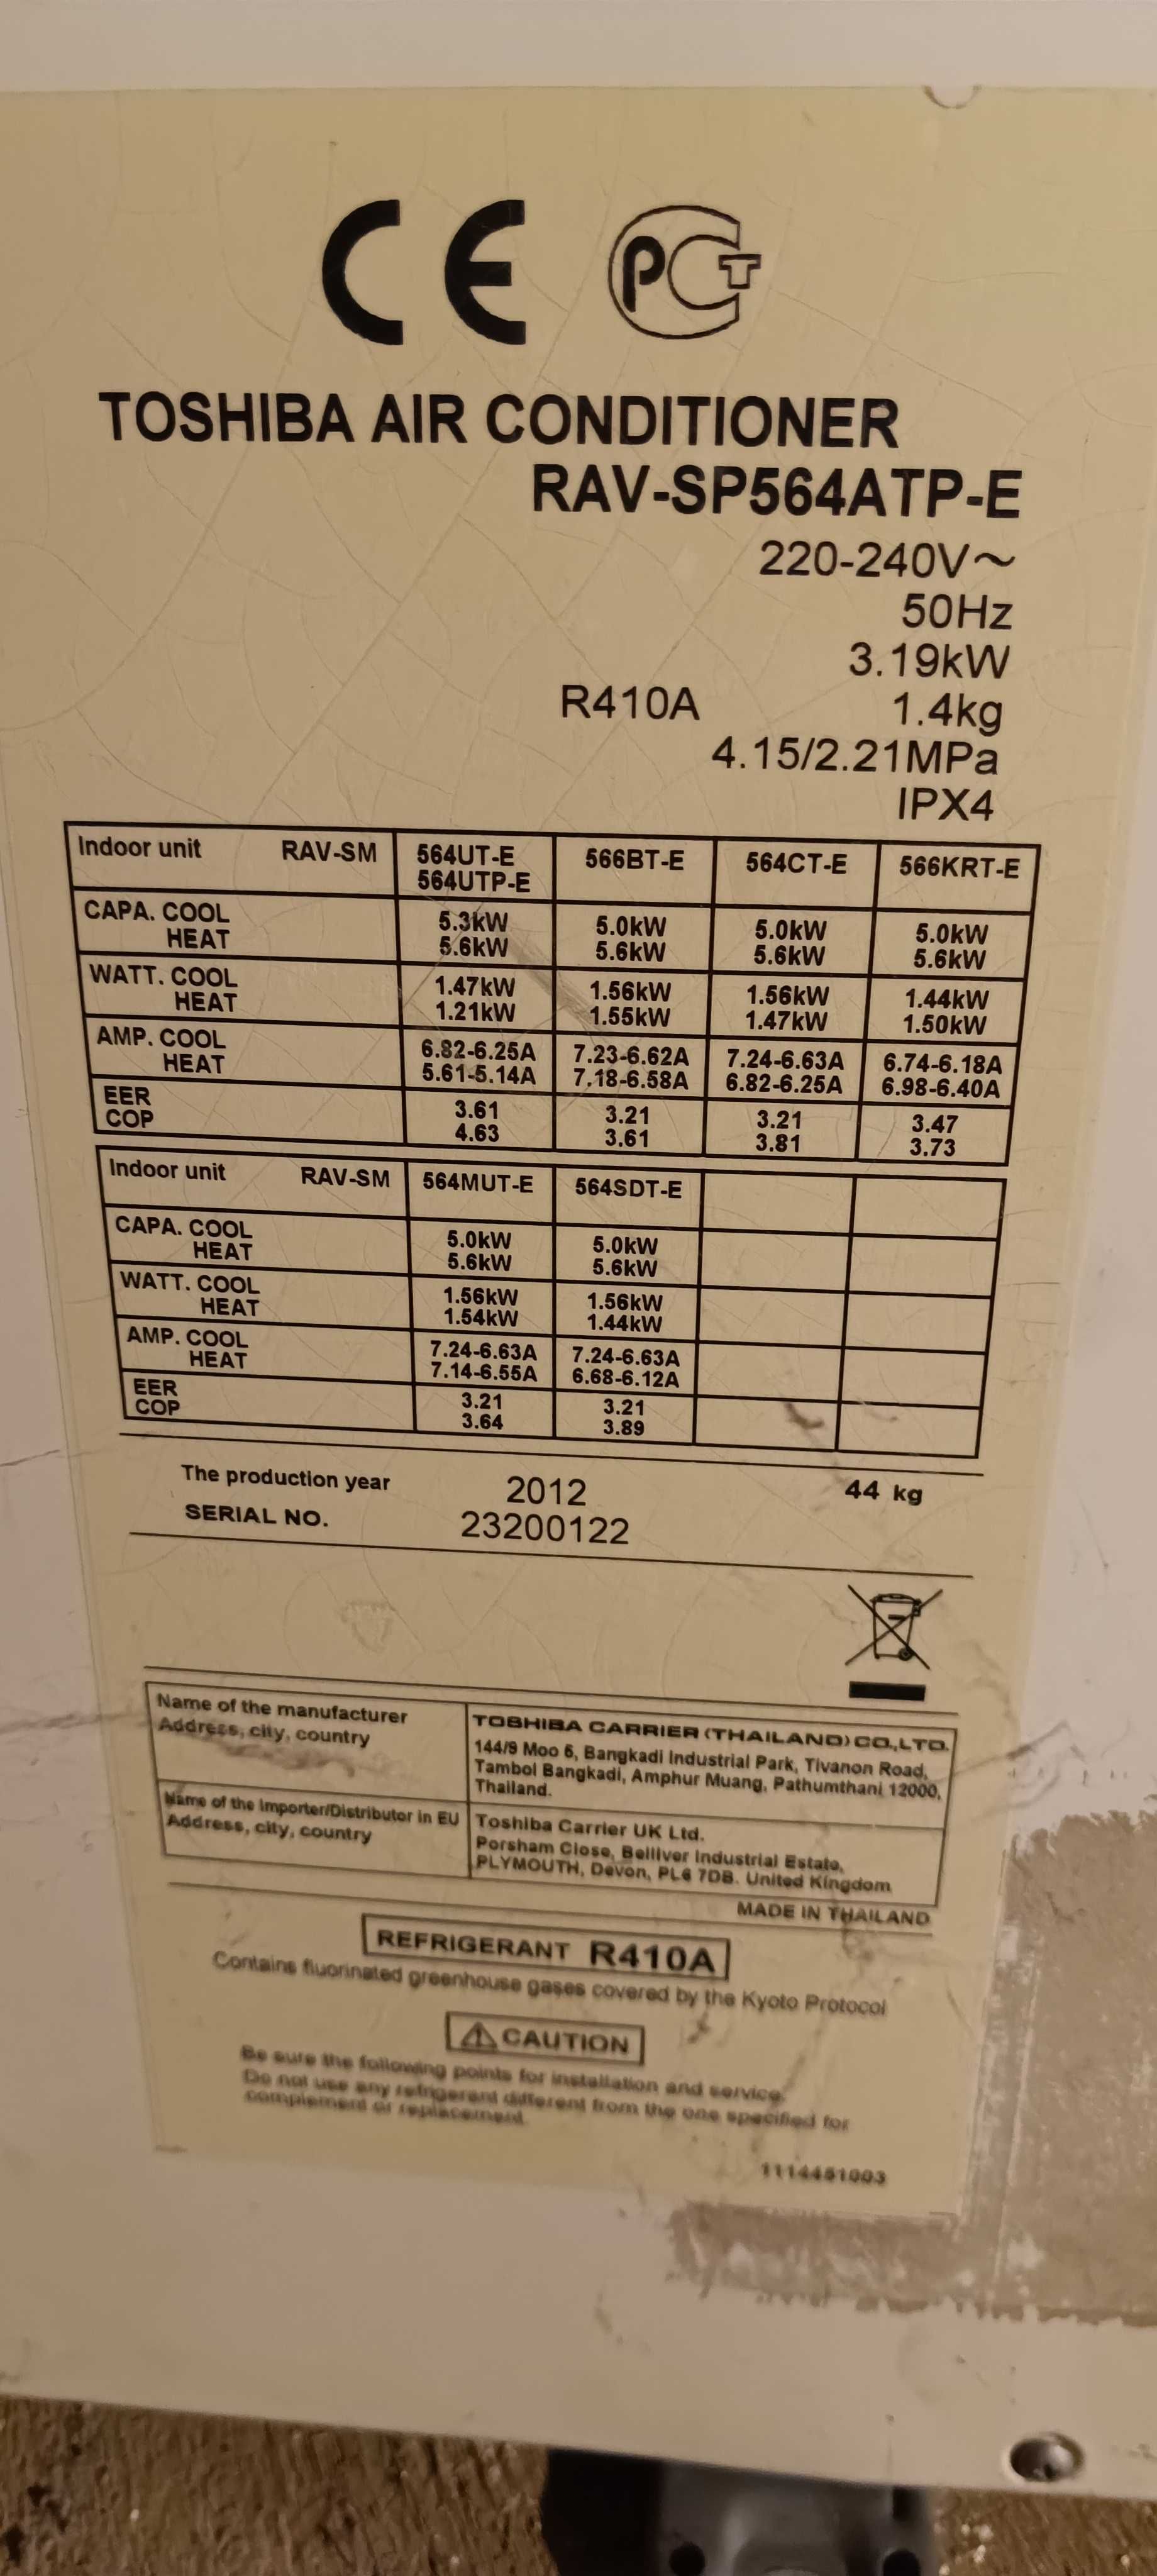 CE PCT
TOSHIBA AIR CONDITIONER
RAV-SP564ATP-E
220-240V～
50Hz
3.19kW
R410A 1.4kg
4.15/2.21MPa
IPX4
Indoor unit RAV-SM 564UT-E 564UTP-E 566BT-E 564CT-E 566KRT-E
CAPA. COOL 5.3kW 5.0kW 5.0kW 5.0kW
HEAT 5.6kW 5.6kW 5.6kW 5.6kW
WATT. COOL 1.47kW 1.56kW 1.56kW 1.44kW
HEAT 1.21kW 1.55kW 1.47kW 1.50kW
AMP. COOL 6.82-6.25A 7.23-6.62A 7.24-6.63A 6.74-6.18A
HEAT 5.61-5.14A 7.18-6.58A 6.82-6.25A 6.98-6.40A
EER 3.61 3.21 3.21 3.47
COP 4.63 3.61 3.81 3.73
Indoor unit RAV-SM 564MUT-E 564SDT-E
CAPA. COOL 5.0kW 5.0kW
HEAT 5.6kW 5.6kW
WATT. COOL 1.56kW 1.56kW
HEAT 1.54kW 1.44kW
AMP. COOL 7.24-6.63A 7.24-6.63A
HEAT 7.14-6.55A 6.68-6.12A
EER 3.21 3.21
COP 3.64 3.89
The production year 2012 44 kg
SERIAL NO. 23200122
Name of the manufacturer
Address, city, country
TOSHIBA CARRIER (THAILAND) CO.,LTD.
144/9 Moo 5, Bangkadi Industrial Park, Tivanon Road,
Tambol Bangkadi, Amphur Muang, Pathumthani 12000,
Thailand.
Name of the Importer/Distributor in EU
Address, city, country
Toshiba Carrier UK Ltd.
Porsham Close, Belliver Industrial Estate,
PLYMOUTH, Devon, PL6 7DB. United Kingdom
MADE IN THAILAND
REFRIGERANT R410A
Contains fluorinated greenhouse gases covered by the Kyoto Protocol
⚠CAUTION
Be sure the following points for installation and service.
Do not use any refrigerant different from the one specified for
complement or replacement.
1114451003